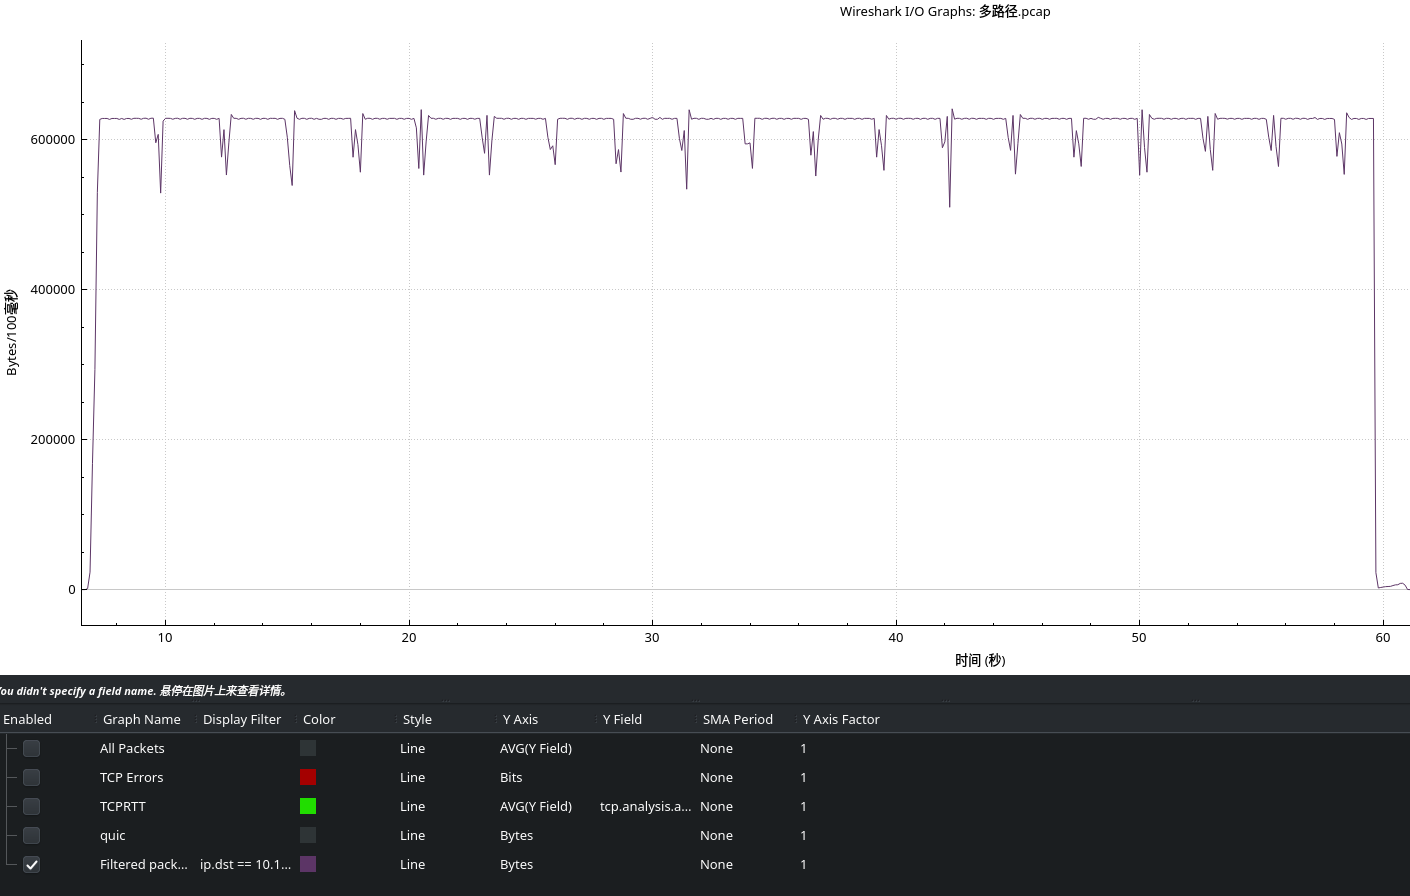 Wireshark I/O Graphs: 多路径.pcap
Bytes/100毫秒
600000
400000
200000
0
10 20 30 40 50 60
时间 (秒)
You didn't specify a field name. 悬停在图片上来查看详情。
Enabled Graph Name Display Filter Color Style Y Axis Y Field SMA Period Y Axis Factor
All Packets Line AVG(Y Field) None 1
TCP Errors Line Bits None 1
TCPRTT Line AVG(Y Field) tcp.analysis.a... None 1
quic Line Bytes None 1
Filtered pack... ip.dst == 10.1... Line Bytes None 1